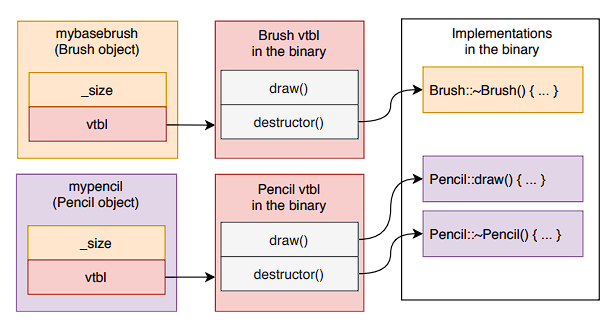 mybasebrush
(Brush object)
_size
vtbl
Brush vtbl
in the binary
draw()
destructor()
Implementations
in the binary
Brush::~Brush() { ... }
mypencil
(Pencil object)
_size
vtbl
Pencil vtbl
in the binary
draw()
destructor()
Pencil::draw() { ... }
Pencil::~Pencil() { ... }